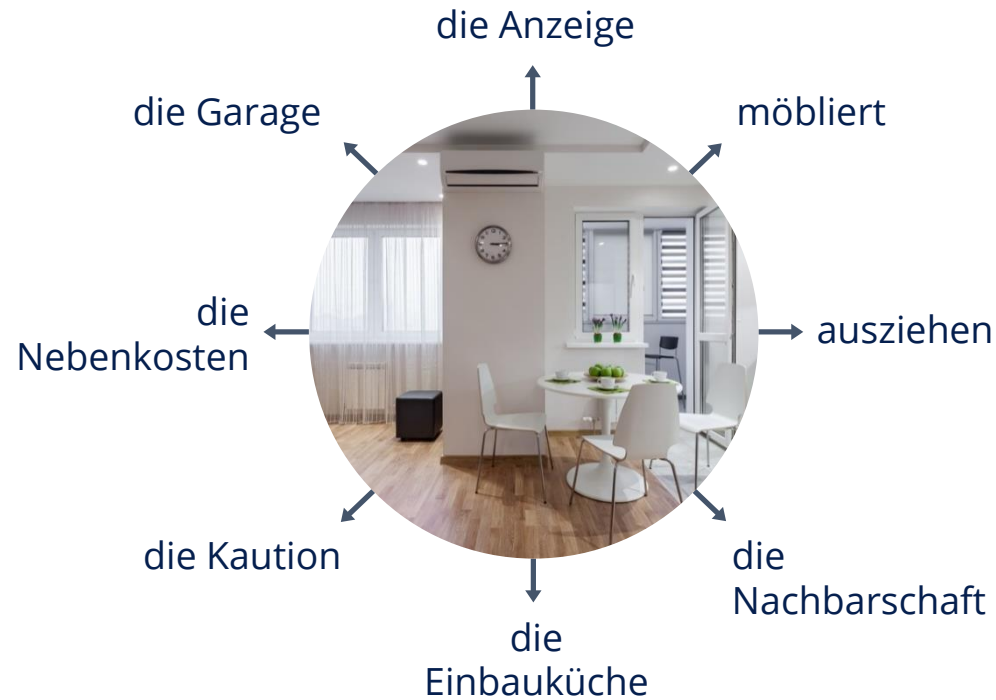 die Anzeige
die Garage
möbliert
die
Nebenkosten
ausziehen
die Kaution
die
Nachbarschaft
die
Einbauküche